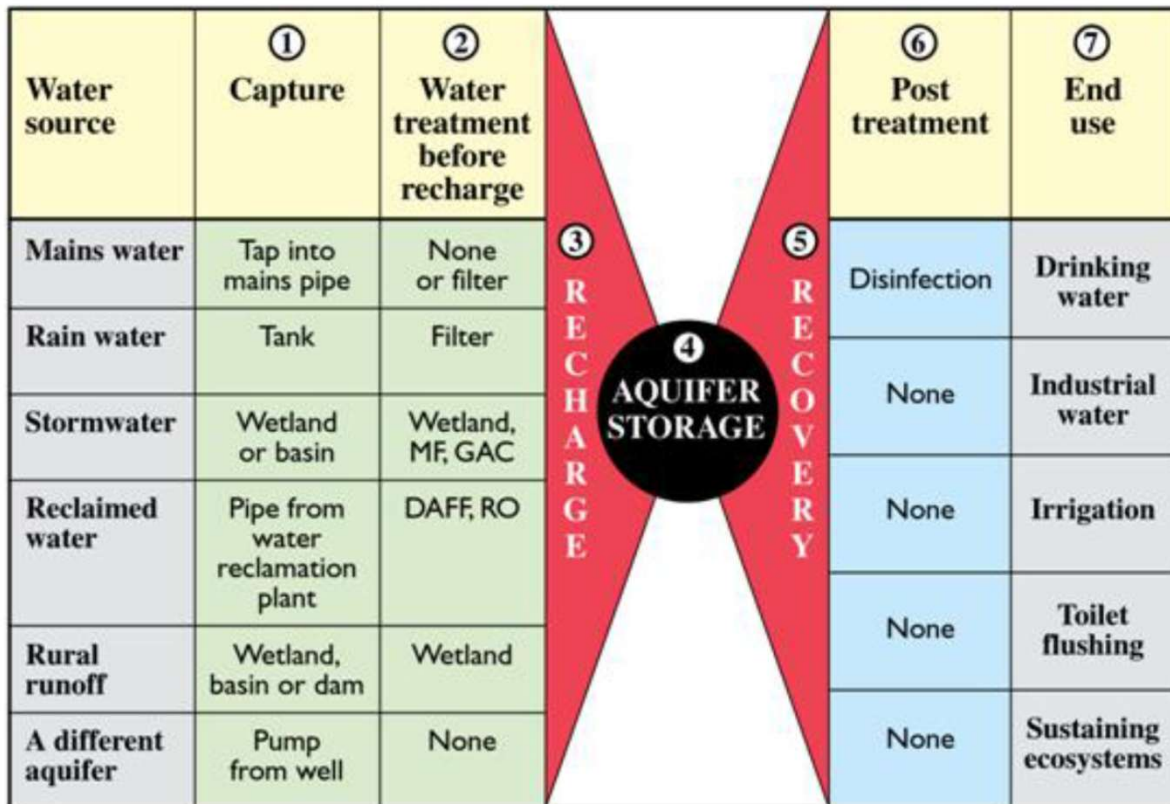 Water
source
①
Capture
②
Water
treatment
before
recharge
⑥
Post
treatment
⑦
End
use
Mains water
Tap into
mains pipe
None
or filter
Rain water
Tank
Filter
Stormwater
Wetland
or basin
Wetland,
MF, GAC
Reclaimed
water
Pipe from
water
reclamation
plant
DAFF, RO
Rural
runoff
Wetland,
basin or dam
Wetland
A different
aquifer
Pump
from well
None
③
RECHARGE
④
AQUIFER
STORAGE
⑤
RECOVERY
Disinfection
Drinking
water
None
Industrial
water
None
Irrigation
None
Toilet
flushing
None
Sustaining
ecosystems